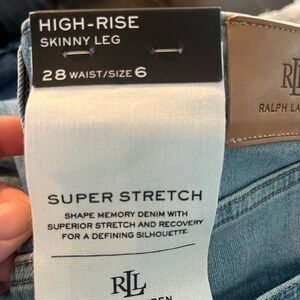 HIGH-RISE
SKINNY LEG
28 WAIST/SIZE 6
RLL
RALPH LA
SUPER STRETCH
SHAPE MEMORY DENIM WITH
SUPERIOR STRETCH AND RECOVERY
FOR A DEFINING SILHOUETTE.
RLL